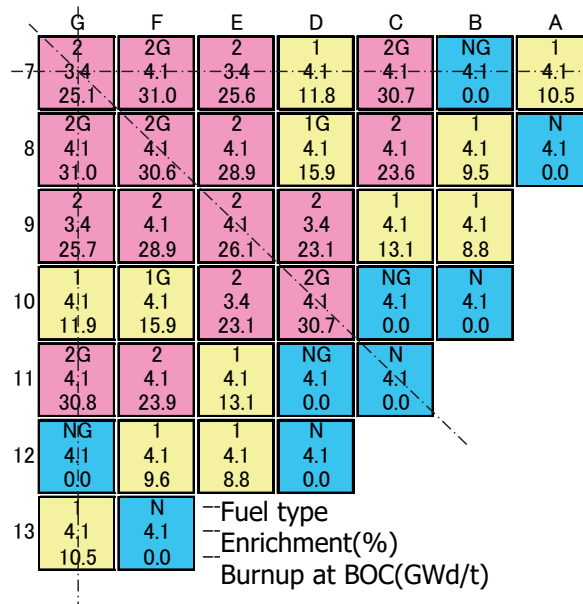 G F E D C B A
2 2G 2 1 2G NG 1
7 3.4 4.1 3.4 4.1 4.1 4.1 4.1
25.1 31.0 25.6 11.8 30.7 0.0 10.5
2G 2G 2 1G 2 1 N
8 4.1 4.1 4.1 4.1 4.1 4.1 4.1
31.0 30.6 28.9 15.9 23.6 9.5 0.0
2 2 2 2 1 1
9 3.4 4.1 4.1 3.4 4.1 4.1
25.7 28.9 26.1 23.1 13.1 8.8
1 1G 2 2G NG N
10 4.1 4.1 3.4 4.1 4.1 4.1
11.9 15.9 23.1 30.7 0.0 0.0
2G 2 1 NG N
11 4.1 4.1 4.1 4.1 4.1
30.8 23.9 13.1 0.0 0.0
NG 1 1 N
12 4.1 4.1 4.1 4.1
0.0 9.6 8.8 0.0
1 N Fuel type
13 4.1 4.1 Enrichment(%)
10.5 0.0 Burnup at BOC(GWd/t)